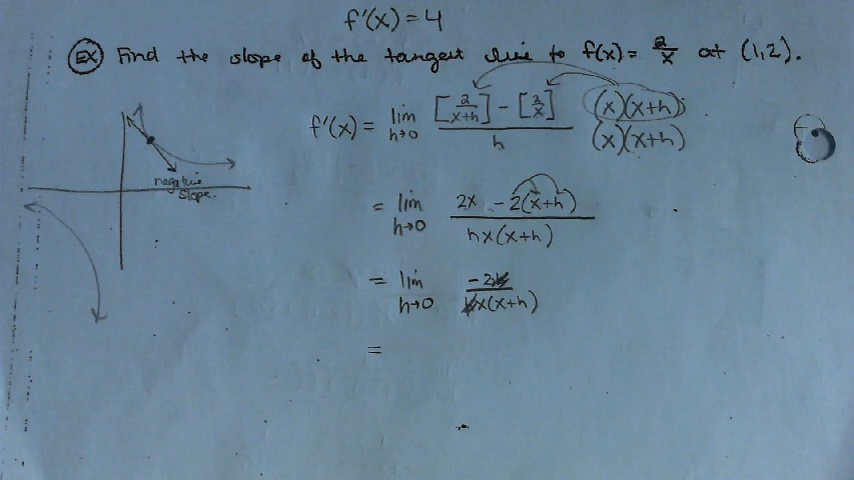 f'(x) = 4
EX Find the slope of the tangent line to f(x) = 2/x at (1,2).
f'(x) = lim h→0 [2/(x+h)] - [2/x] / h (x)(x+h) / (x)(x+h)
negative
slope.
= lim h→0 2x - 2(x+h) / hx(x+h)
= lim h→0 -2h / hx(x+h)
=